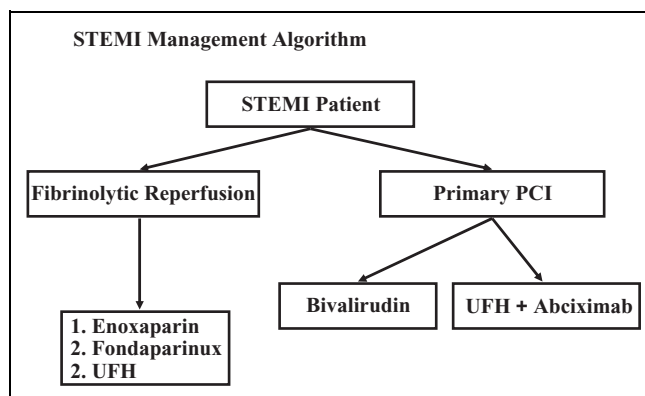 STEMI Management Algorithm
STEMI Patient
Fibrinolytic Reperfusion
Primary PCI
Bivalirudin
UFH + Abciximab
1. Enoxaparin
2. Fondaparinux
2. UFH